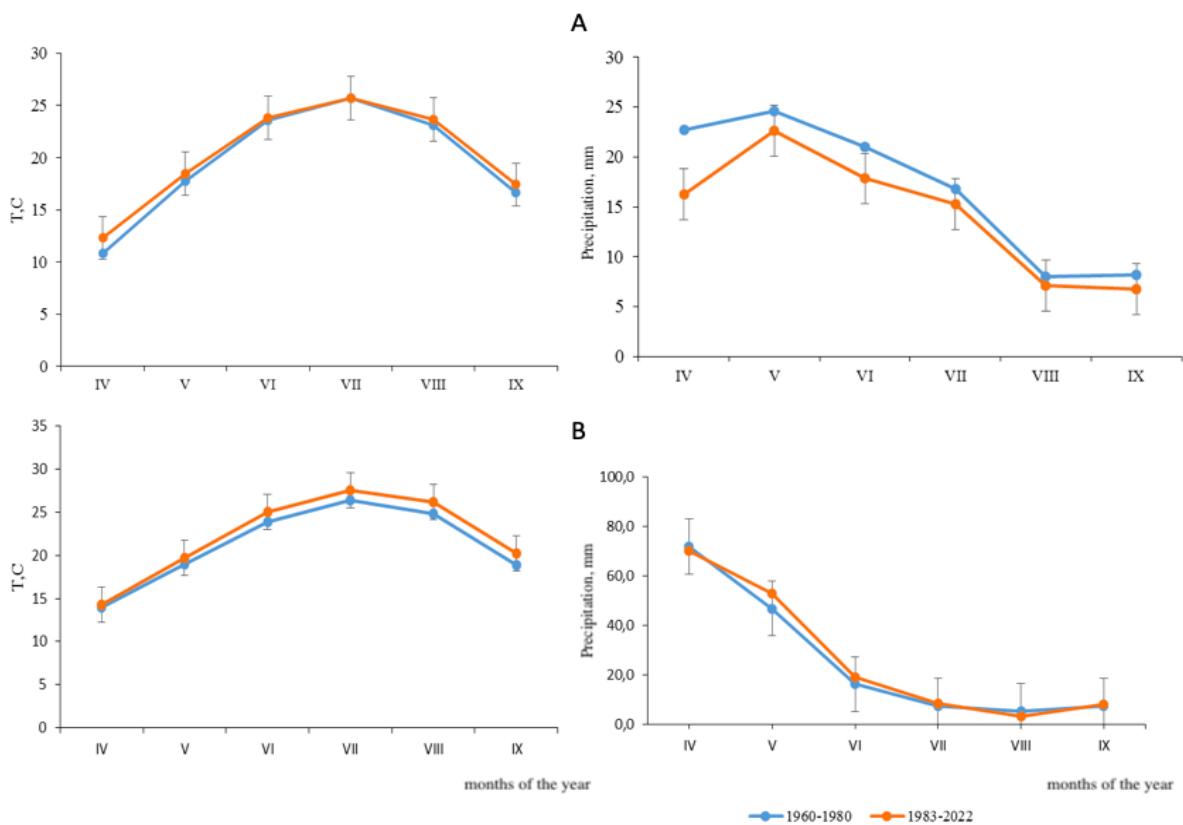 A
30
25
20
15
10
5
0
T,C
IV V VI VII VIII IX
30
25
20
15
10
5
0
Precipitation, mm
IV V VI VII VIII IX
B
35
30
25
20
15
10
5
0
T,C
IV V VI VII VIII IX
months of the year
100,0
80,0
60,0
40,0
20,0
0,0
Precipitation, mm
IV V VI VII VIII IX
months of the year
1960-1980 1983-2022